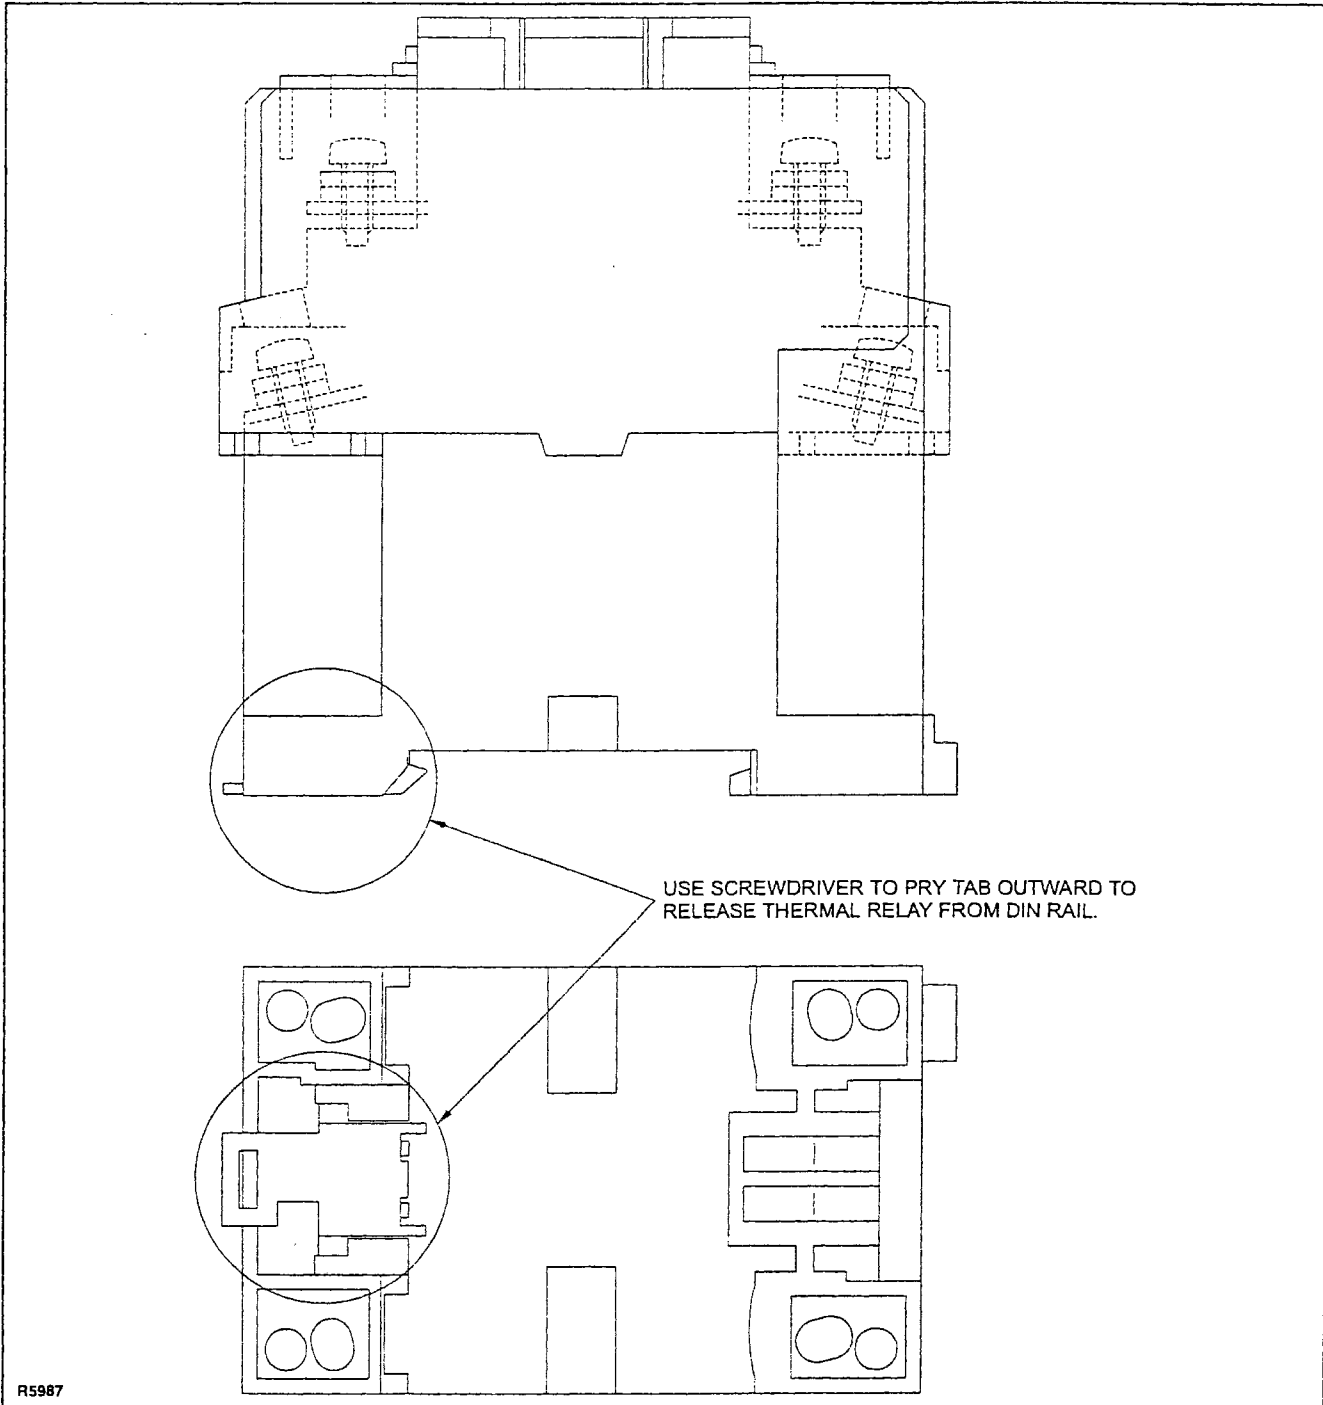 USE SCREWDRIVER TO PRY TAB OUTWARD TO
RELEASE THERMAL RELAY FROM DIN RAIL.
R5987